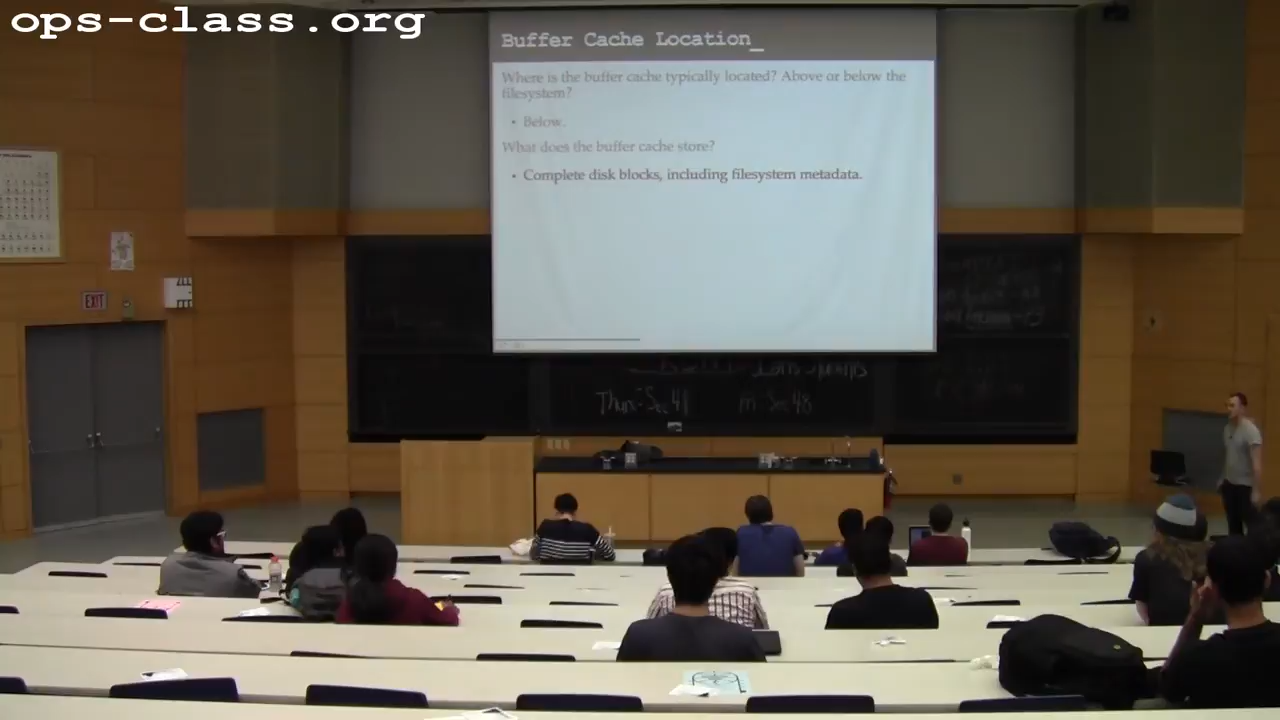 ops-class.org
Buffer Cache Location_
Where is the buffer cache typically located? Above or below the
filesystem?
• Below.
What does the buffer cache store?
• Complete disk blocks, including filesystem metadata.
EXIT